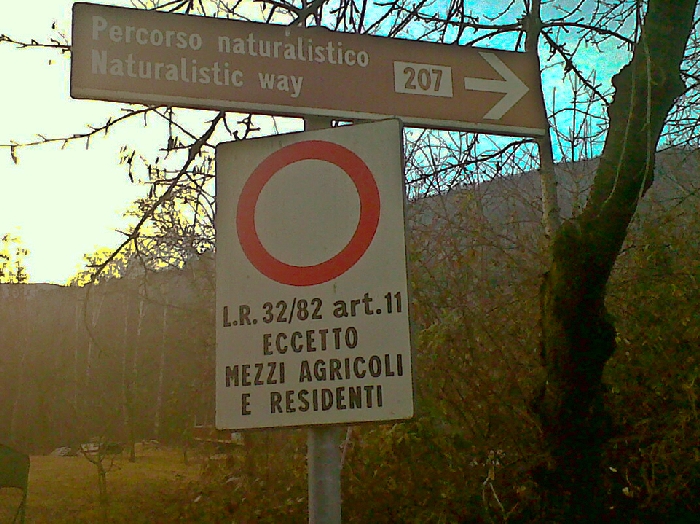 Percorso naturalistico
Naturalistic way
207
L.R. 32/82 art.11
ECCETTO
MEZZI AGRICOLI
E RESIDENTI